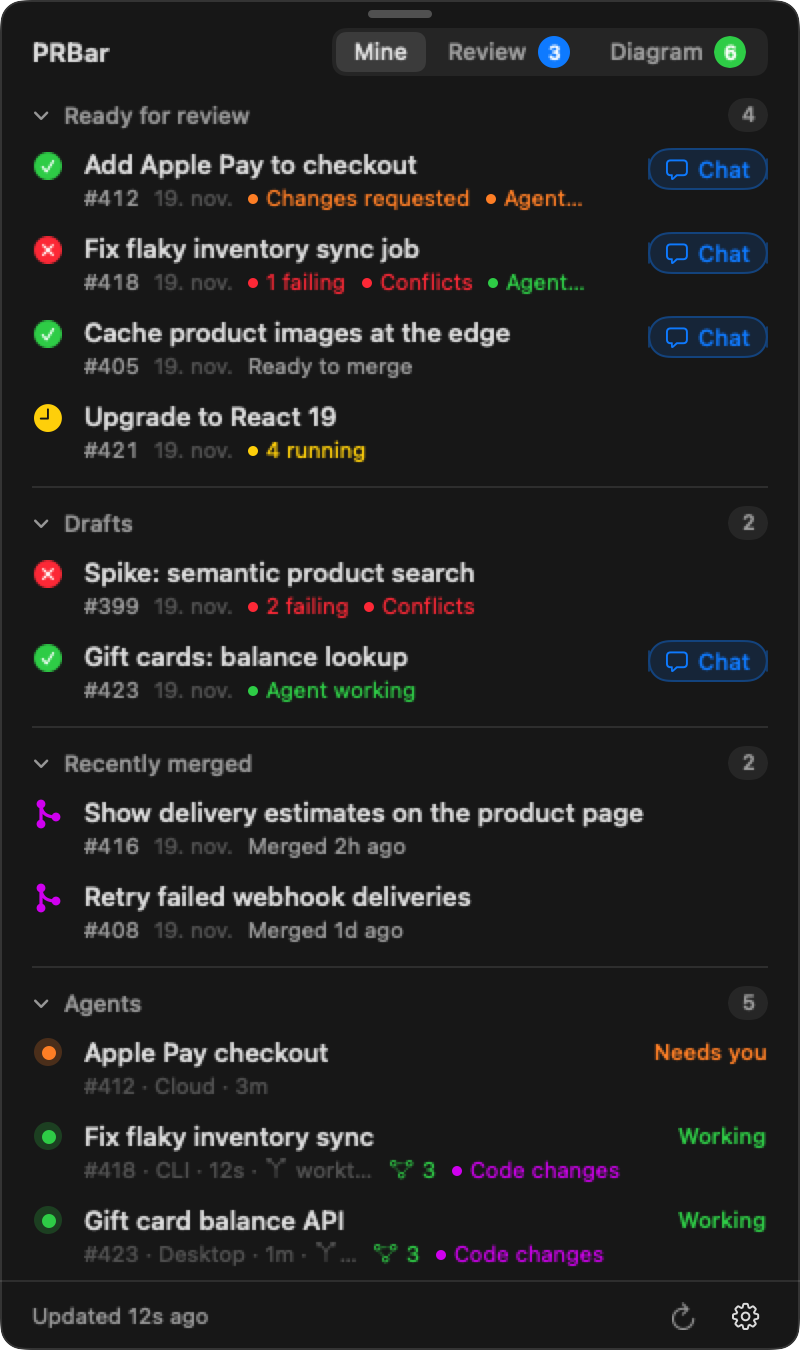 PRBar
Mine Review 3 Diagram 6
Ready for review 4
Add Apple Pay to checkout
#412 19. nov. Changes requested Agent...
Chat
Fix flaky inventory sync job
#418 19. nov. 1 failing Conflicts Agent...
Chat
Cache product images at the edge
#405 19. nov. Ready to merge
Chat
Upgrade to React 19
#421 19. nov. 4 running
Drafts 2
Spike: semantic product search
#399 19. nov. 2 failing Conflicts
Gift cards: balance lookup
#423 19. nov. Agent working
Chat
Recently merged 2
Show delivery estimates on the product page
#416 19. nov. Merged 2h ago
Retry failed webhook deliveries
#408 19. nov. Merged 1d ago
Agents 5
Apple Pay checkout Needs you
#412 · Cloud · 3m
Fix flaky inventory sync Working
#418 · CLI · 12s · workt... 3 Code changes
Gift card balance API Working
#423 · Desktop · 1m · ... 3 Code changes
Updated 12s ago